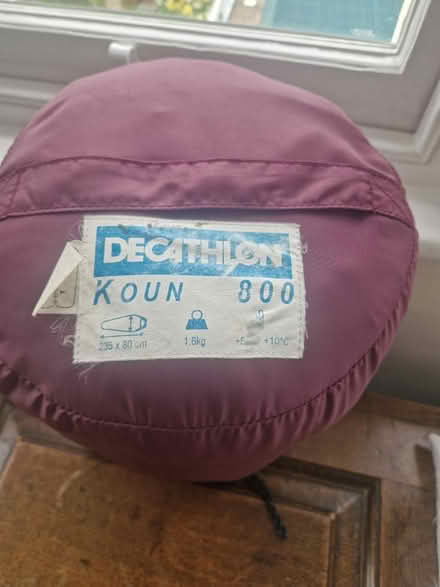 DECATHLON
KOUN 800
235 x 80 cm 1.6kg +10°C